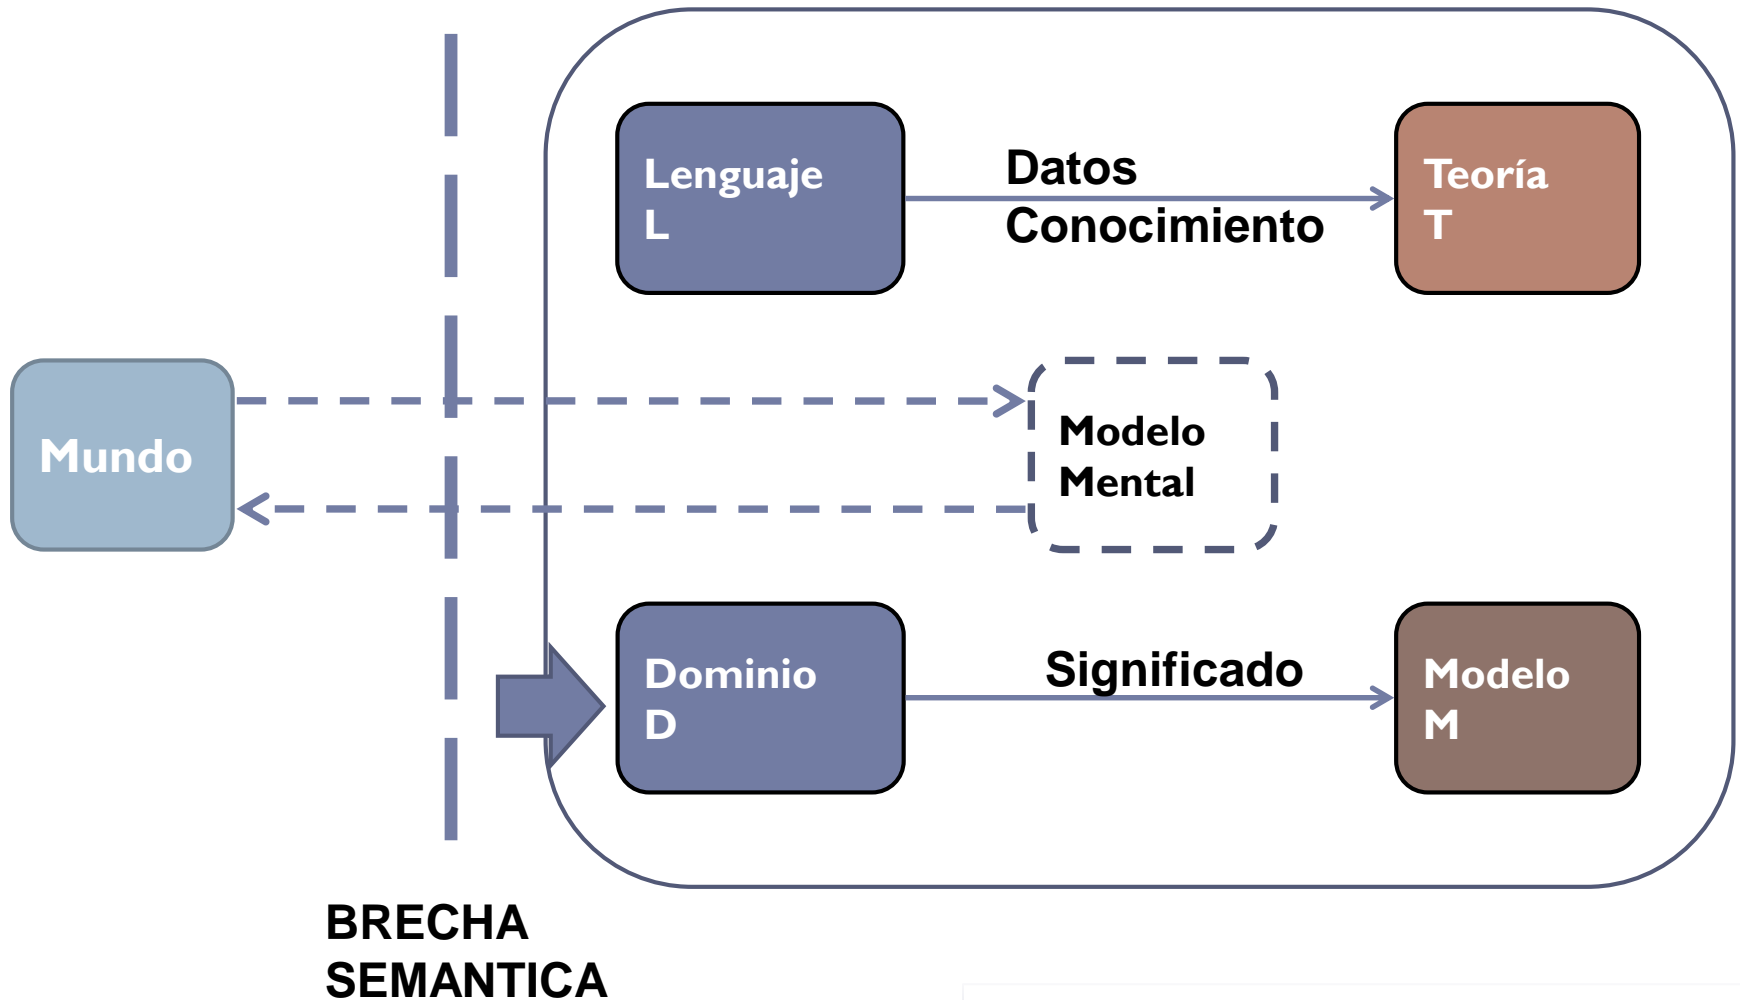 Lenguaje
L
Datos
Conocimiento
Teoría
T
Mundo
Modelo
Mental
Dominio
D
Significado
Modelo
M
BRECHA
SEMANTICA